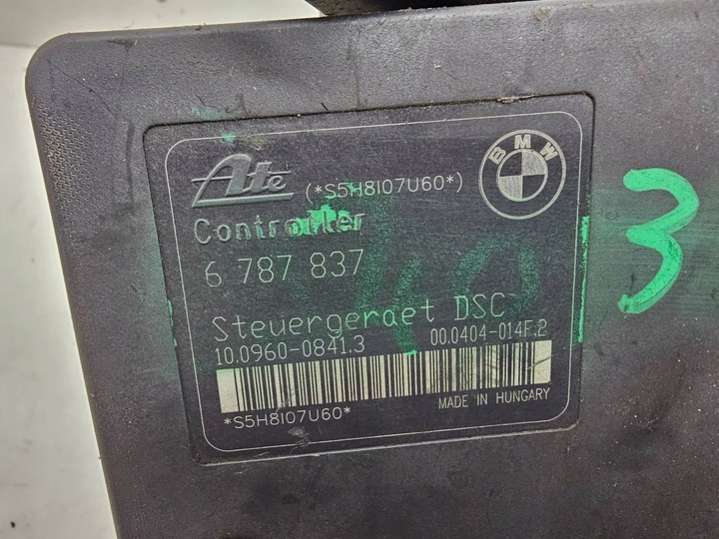 Ate (*S5H8I07U60*)
BMW
Controller
6 787 837
Steuergeraet DSC
10.0960-0841.3 00.0404-014F.2
*S5H8I07U60*
MADE IN HUNGARY
3